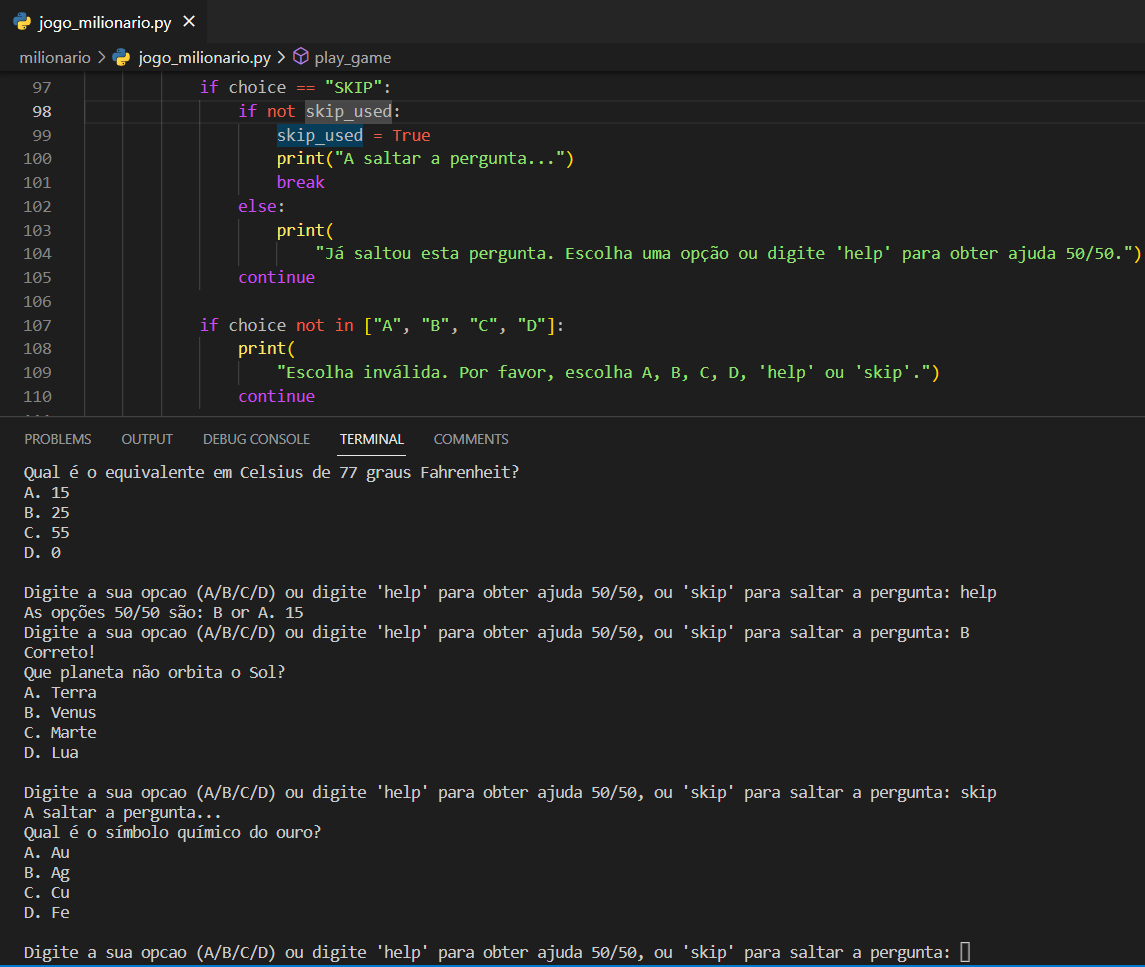 jogo_milionario.py
milionario > jogo_milionario.py > play_game
97 if choice == "SKIP":
98 if not skip_used:
99 skip_used = True
100 print("A saltar a pergunta...")
101 break
102 else:
103 print(
104 "Já saltou esta pergunta. Escolha uma opção ou digite 'help' para obter ajuda 50/50.")
105 continue
106
107 if choice not in ["A", "B", "C", "D"]:
108 print(
109 "Escolha inválida. Por favor, escolha A, B, C, D, 'help' ou 'skip'.")
110 continue
PROBLEMS OUTPUT DEBUG CONSOLE TERMINAL COMMENTS
Qual é o equivalente em Celsius de 77 graus Fahrenheit?
A. 15
B. 25
C. 55
D. 0
Digite a sua opcao (A/B/C/D) ou digite 'help' para obter ajuda 50/50, ou 'skip' para saltar a pergunta: help
As opções 50/50 são: B or A. 15
Digite a sua opcao (A/B/C/D) ou digite 'help' para obter ajuda 50/50, ou 'skip' para saltar a pergunta: B
Correto!
Que planeta não orbita o Sol?
A. Terra
B. Venus
C. Marte
D. Lua
Digite a sua opcao (A/B/C/D) ou digite 'help' para obter ajuda 50/50, ou 'skip' para saltar a pergunta: skip
A saltar a pergunta...
Qual é o símbolo químico do ouro?
A. Au
B. Ag
C. Cu
D. Fe
Digite a sua opcao (A/B/C/D) ou digite 'help' para obter ajuda 50/50, ou 'skip' para saltar a pergunta: